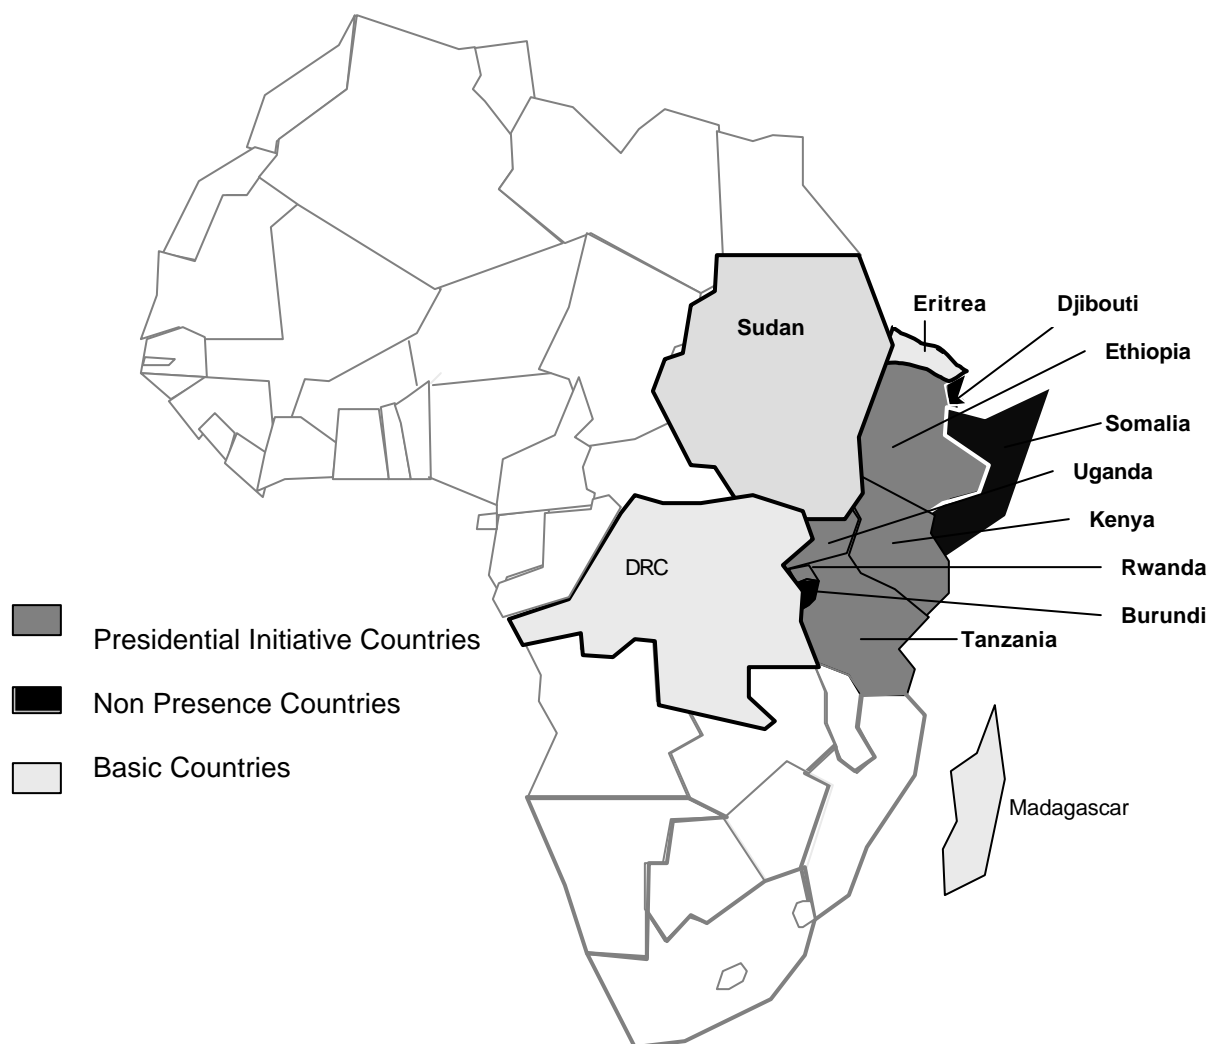 Eritrea
Djibouti
Sudan
Ethiopia
Somalia
Uganda
Kenya
DRC
Rwanda
Burundi
Presidential Initiative Countries
Tanzania
Non Presence Countries
Basic Countries
Madagascar